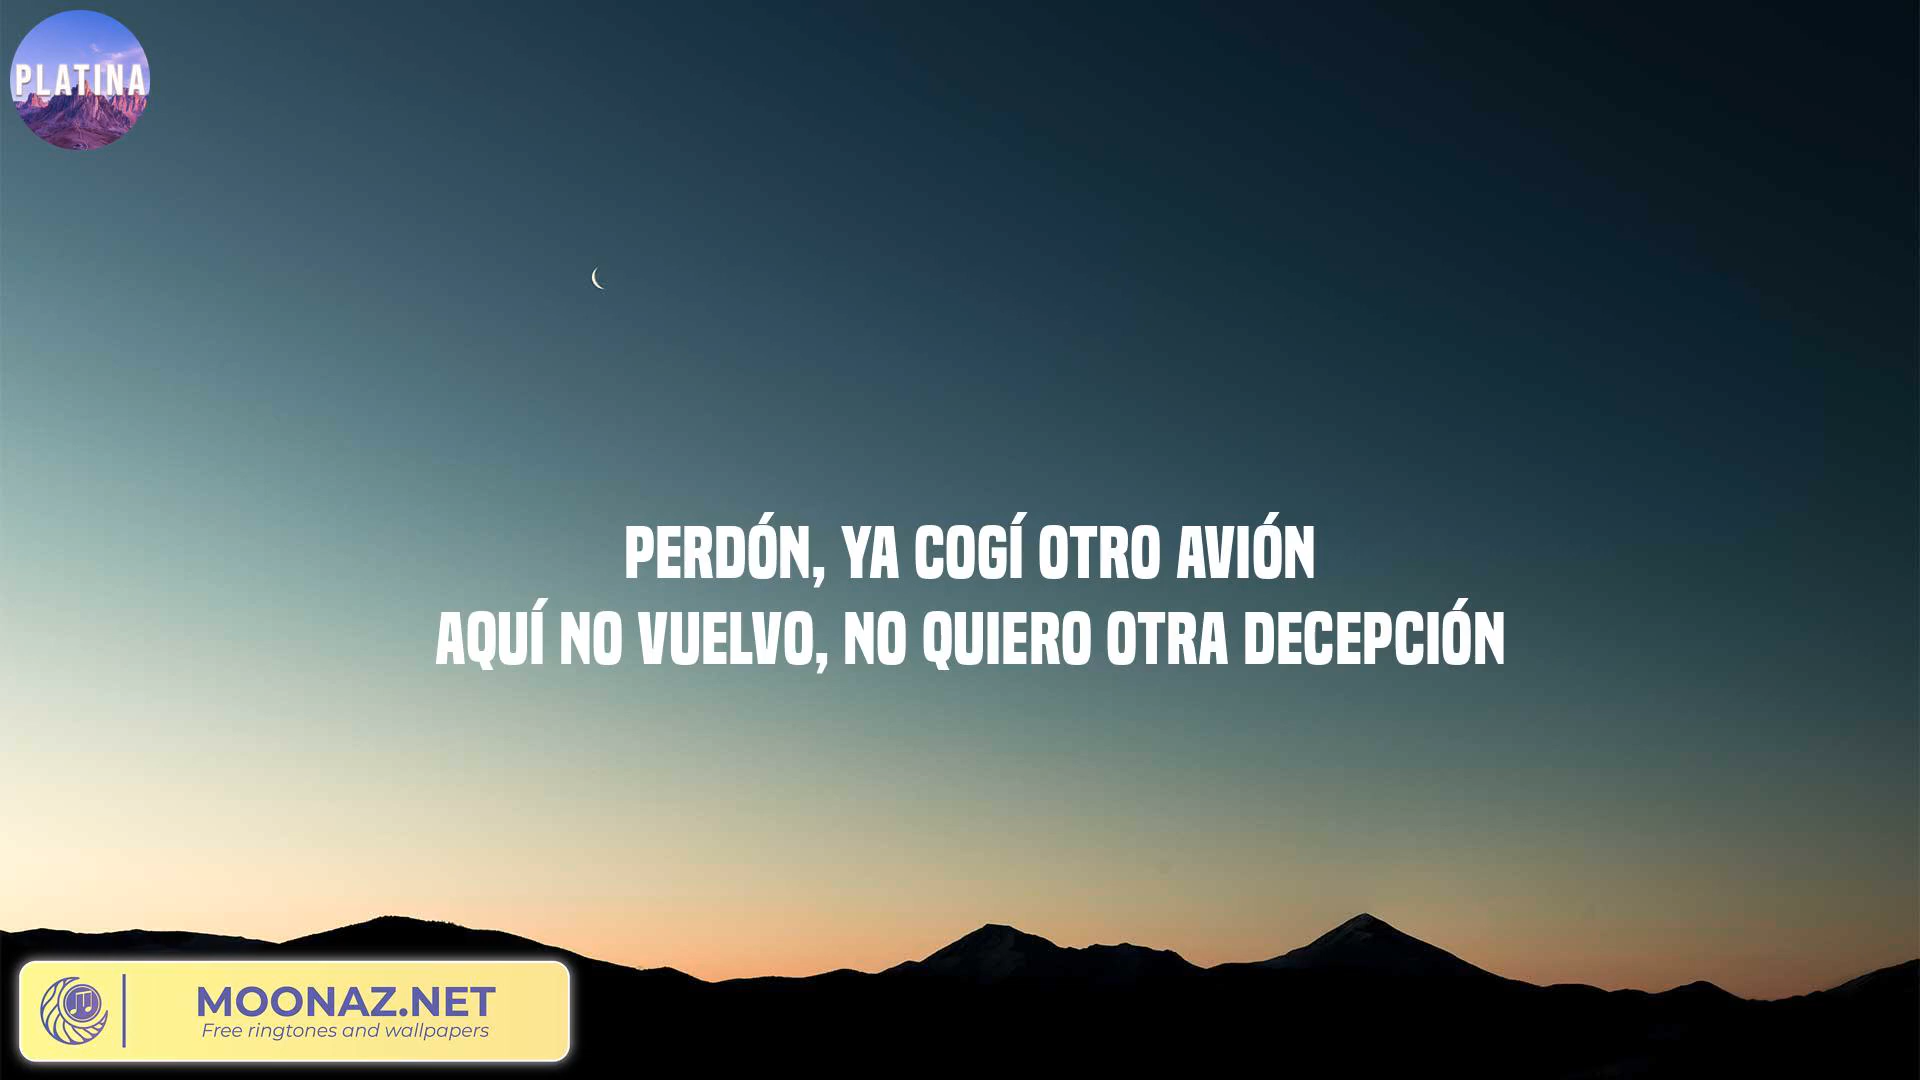 PLATINA
PERDÓN, YA COGÍ OTRO AVIÓN
AQUÍ NO VUELVO, NO QUIERO OTRA DECEPCIÓN
MOONAZ.NET
Free ringtones and wallpapers